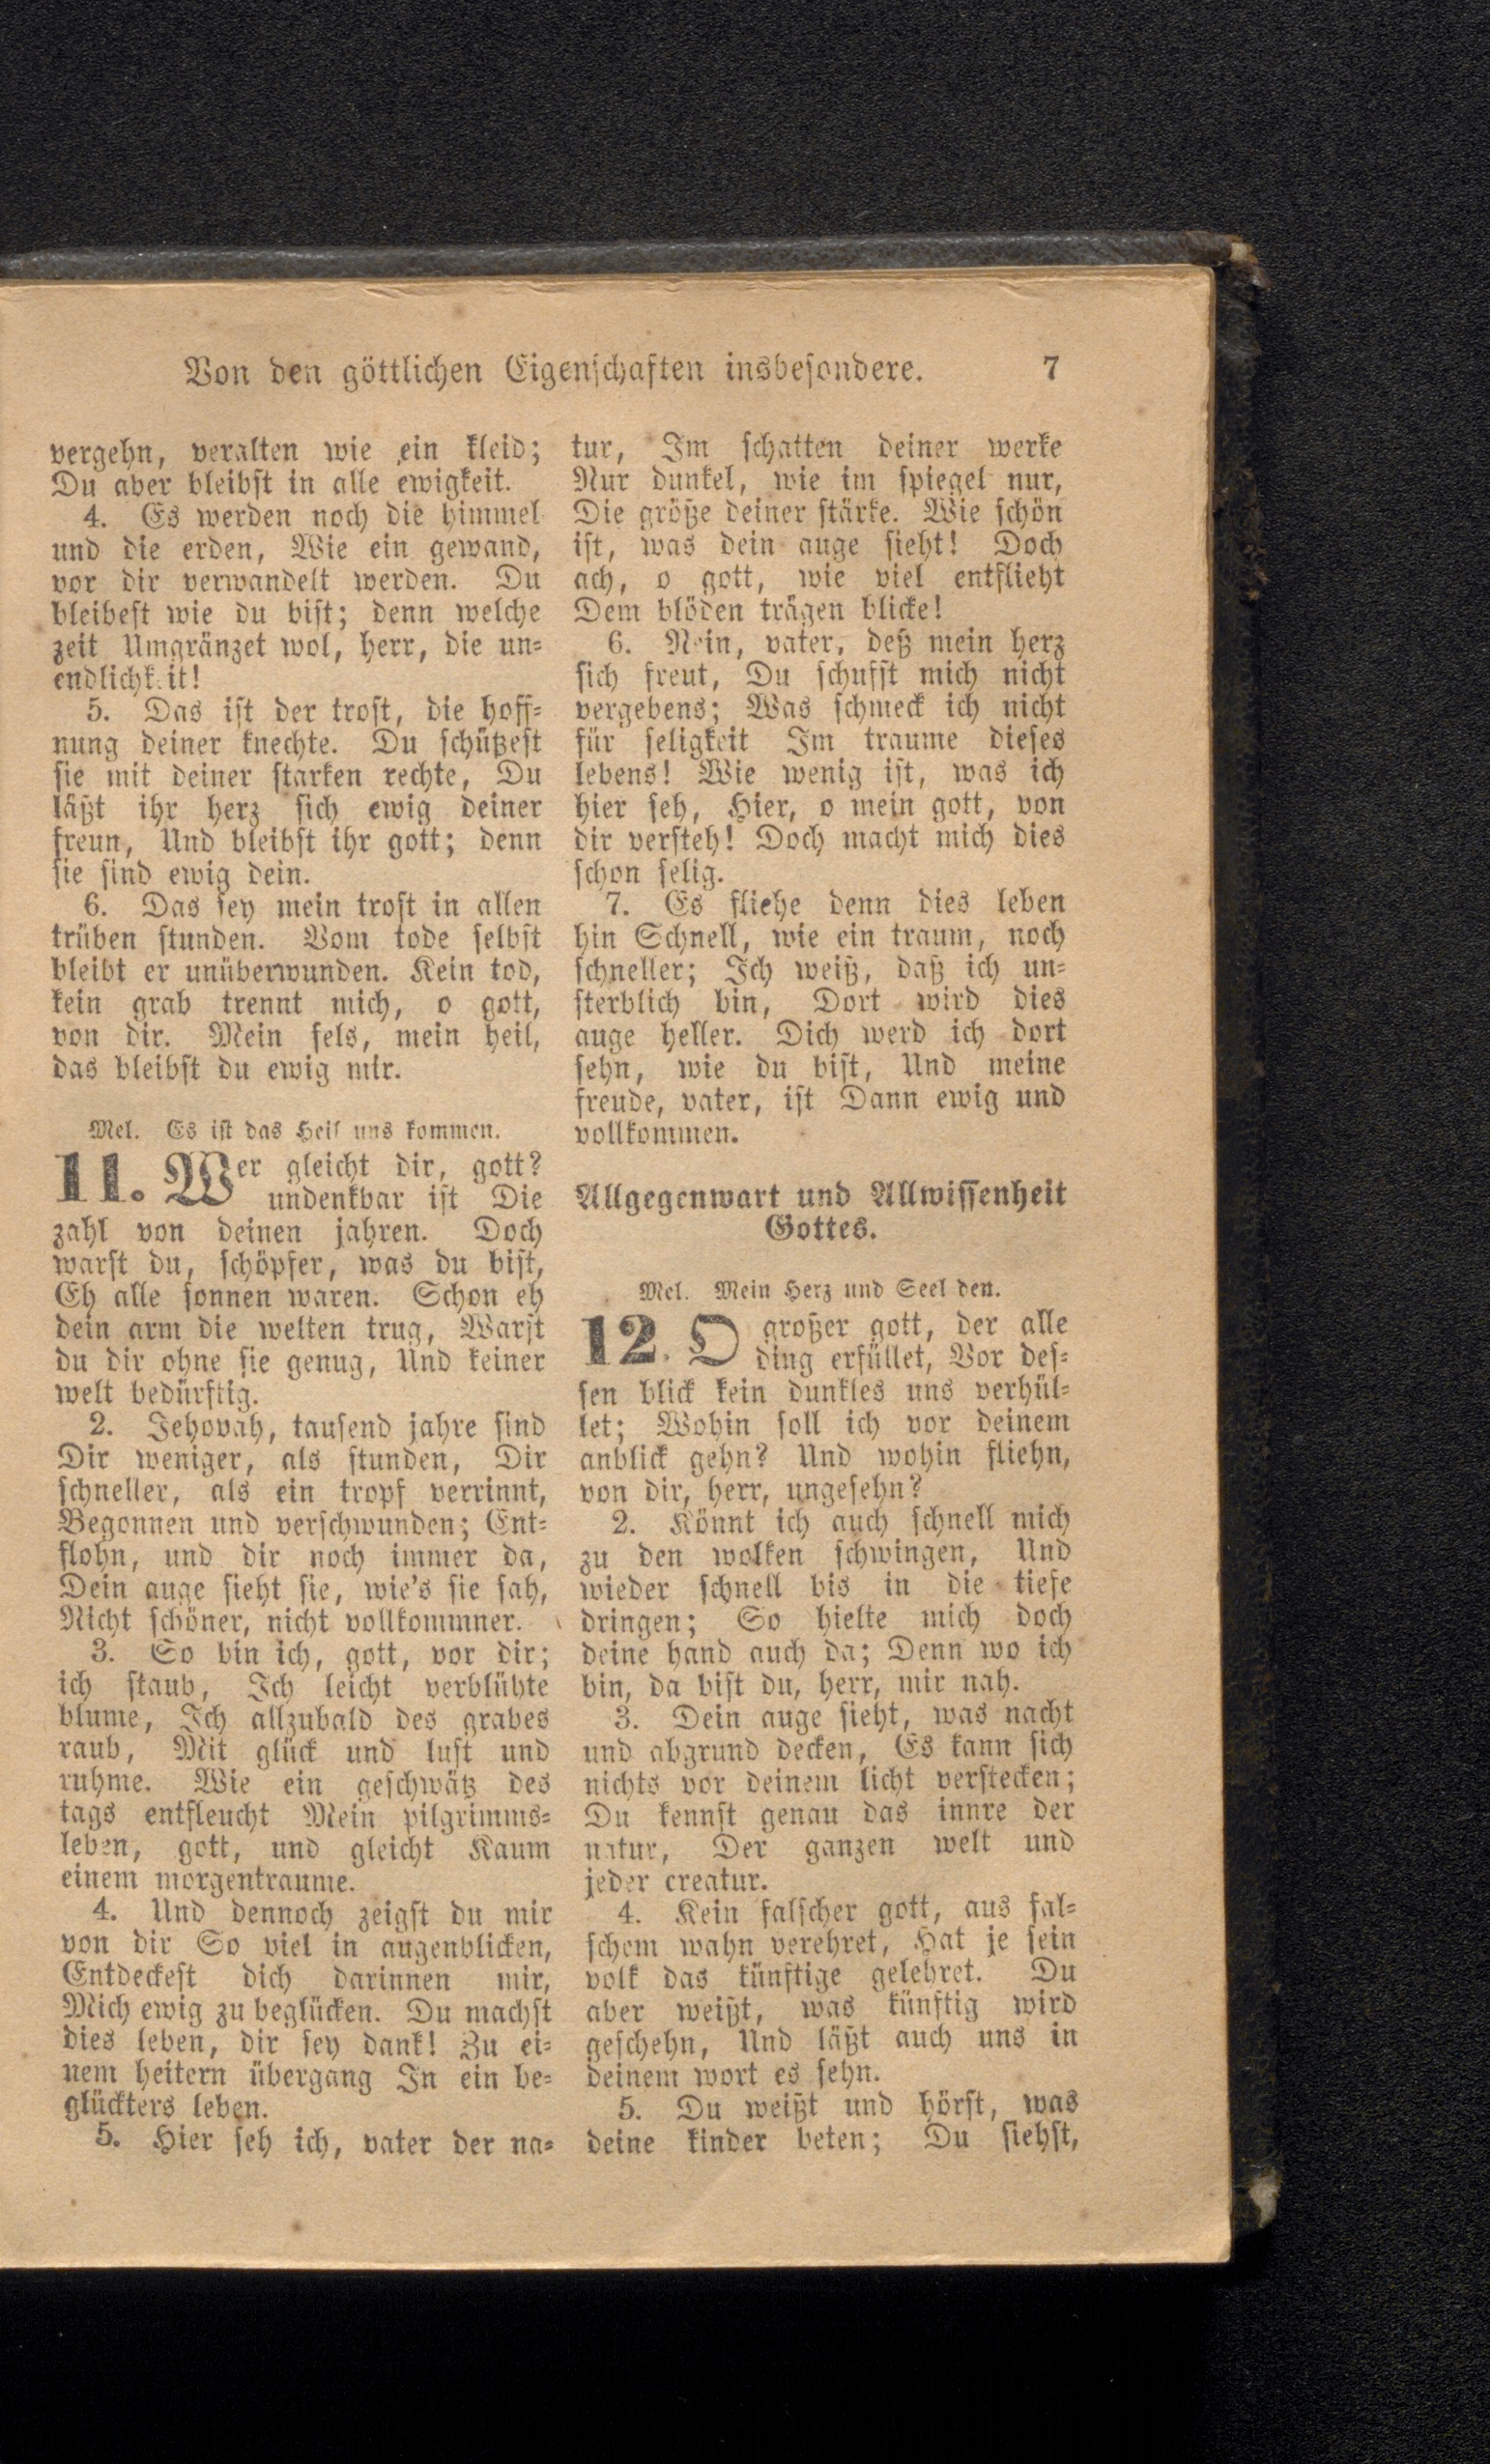 Von den göttlichen Eigenschaften insbesondere. 7
vergehn, veralten wie ein kleid;
Du aber bleibst in alle ewigkeit.
4. Es werden noch die himmel
und die erden, Wie ein gewand,
vor dir verwandelt werden. Du
bleibest wie du bist; denn welche
zeit Umgränzet wol, herr, die un-
endlichkeit!
5. Das ist der trost, die hoff-
nung deiner knechte. Du schützest
sie mit deiner starken rechte, Du
läßt ihr herz sich ewig deiner
freun, Und bleibst ihr gott; denn
sie sind ewig dein.
6. Das sey mein trost in allen
trüben stunden. Vom tode selbst
bleibt er unüberwunden. Kein tod,
kein grab trennt mich, o gott,
von dir. Mein fels, mein heil,
das bleibst du ewig mir.
Mel. Es ist das Heil uns kommen.
11. Wer gleicht dir, gott?
undenkbar ist Die
zahl von deinen jahren. Doch
warst du, schöpfer, was du bist,
Eh alle sonnen waren. Schon eh
dein arm die welten trug, Warst
du dir ohne sie genug, Und keiner
welt bedürftig.
2. Jehovah, tausend jahre sind
Dir weniger, als stunden, Dir
schneller, als ein tropf verrinnt,
Begonnen und verschwunden; Ent-
flohn, und dir noch immer da,
Dein auge sieht sie, wie's sie sah,
Nicht schöner, nicht vollkommner.
3. So bin ich, gott, vor dir;
ich staub, Ich leicht verblühte
blume, Ich allzubald des grabes
raub, Mit glück und lust und
ruhme. Wie ein geschwätz des
tags entfleucht Mein pilgrimms-
leben, gott, und gleicht Kaum
einem morgentraume.
4. Und dennoch zeigst du mir
von dir So viel in augenblicken,
Entdeckest dich darinnen mir,
Mich ewig zu beglücken. Du machst
dies leben, dir sey dank! Zu ei-
nem heitern übergang In ein be-
glückters leben.
5. Hier seh ich, vater der na-
tur, Im schatten deiner werke
Nur dunkel, wie im spiegel nur,
Die größe deiner stärke. Wie schön
ist, was dein auge sieht! Doch
ach, o gott, wie viel entflieht
Dem blöden trägen blicke!
6. Nein, vater, deß mein herz
sich freut, Du schufst mich nicht
vergebens; Was schmeck ich nicht
für seligkeit Im traume dieses
lebens! Wie wenig ist, was ich
hier seh, Hier, o mein gott, von
dir versteh! Doch macht mich dies
schon selig.
7. Es fliehe denn dies leben
hin Schnell, wie ein traum, noch
schneller; Ich weiß, daß ich un-
sterblich bin, Dort wird dies
auge heller. Dich werd ich dort
sehn, wie du bist, Und meine
freude, vater, ist Dann ewig und
vollkommen.
Allgegenwart und Allwissenheit
Gottes.
Mel. Mein Herz und Seel den.
12. O großer gott, der alle
ding erfüllet, Vor des-
sen blick kein dunkles uns verhül-
let; Wohin soll ich vor deinem
anblick gehn? Und wohin fliehn,
von dir, herr, ungesehn?
2. Könnt ich auch schnell mich
zu den wolken schwingen, Und
wieder schnell bis in die tiefe
dringen; So hielte mich doch
deine hand auch da; Denn wo ich
bin, da bist du, herr, mir nah.
3. Dein auge sieht, was nacht
und abgrund decken, Es kann sich
nichts vor deinem licht verstecken;
Du kennst genau das innre der
natur, Der ganzen welt und
jeder creatur.
4. Kein falscher gott, aus fal-
schem wahn verehret, Hat je sein
volk das künftige gelehret. Du
aber weißt, was künftig wird
geschehn, Und läßt auch uns in
deinem wort es sehn.
5. Du weißt und hörst, was
deine kinder beten; Du siehst,